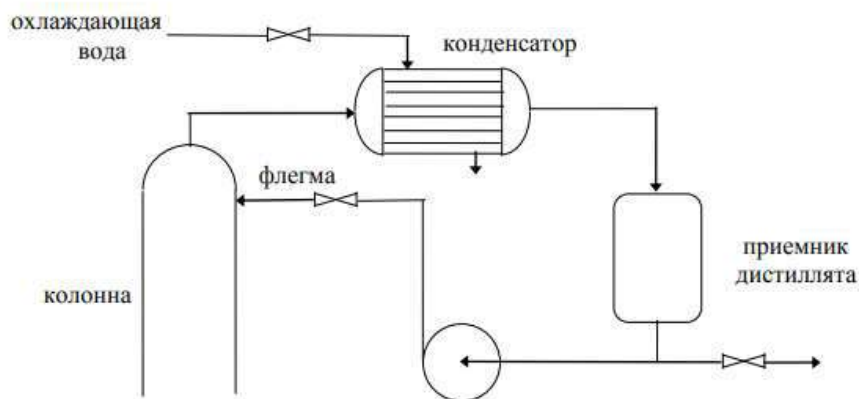 охлаждающая
вода
конденсатор
флегма
приемник
дистиллята
колонна